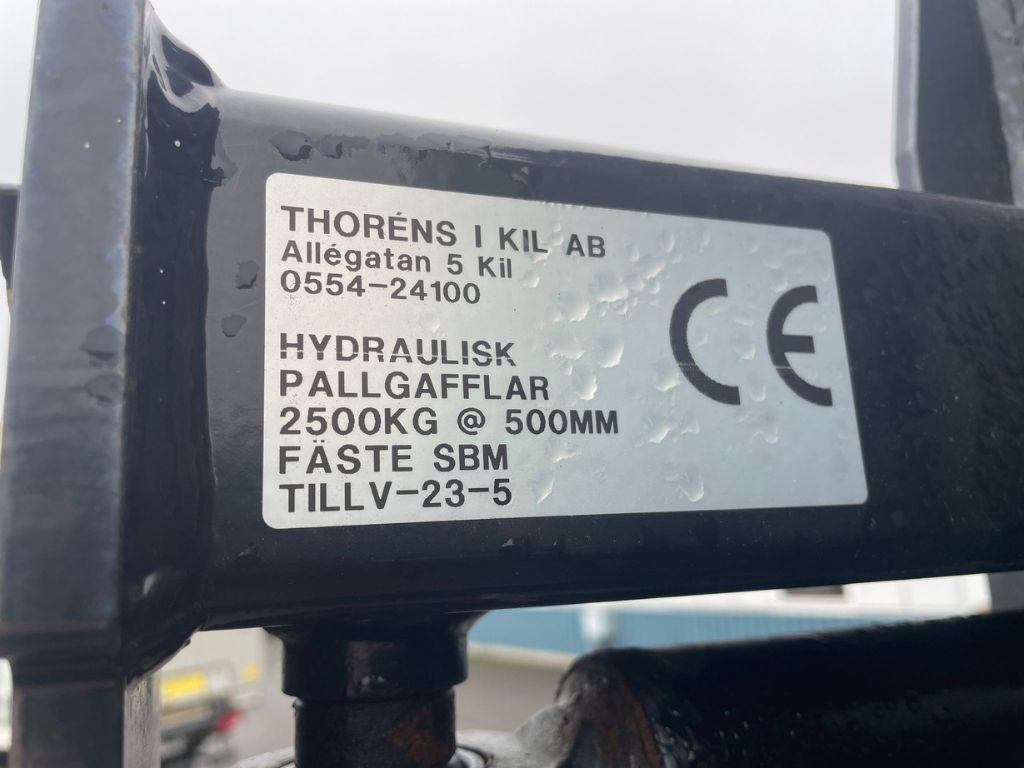 THORÉNS I KIL AB
Allégatan 5 Kil
0554-24100
CE
HYDRAULISK
PALLGAFFLAR
2500KG @ 500MM
FÄSTE SBM
TILLV-23-5